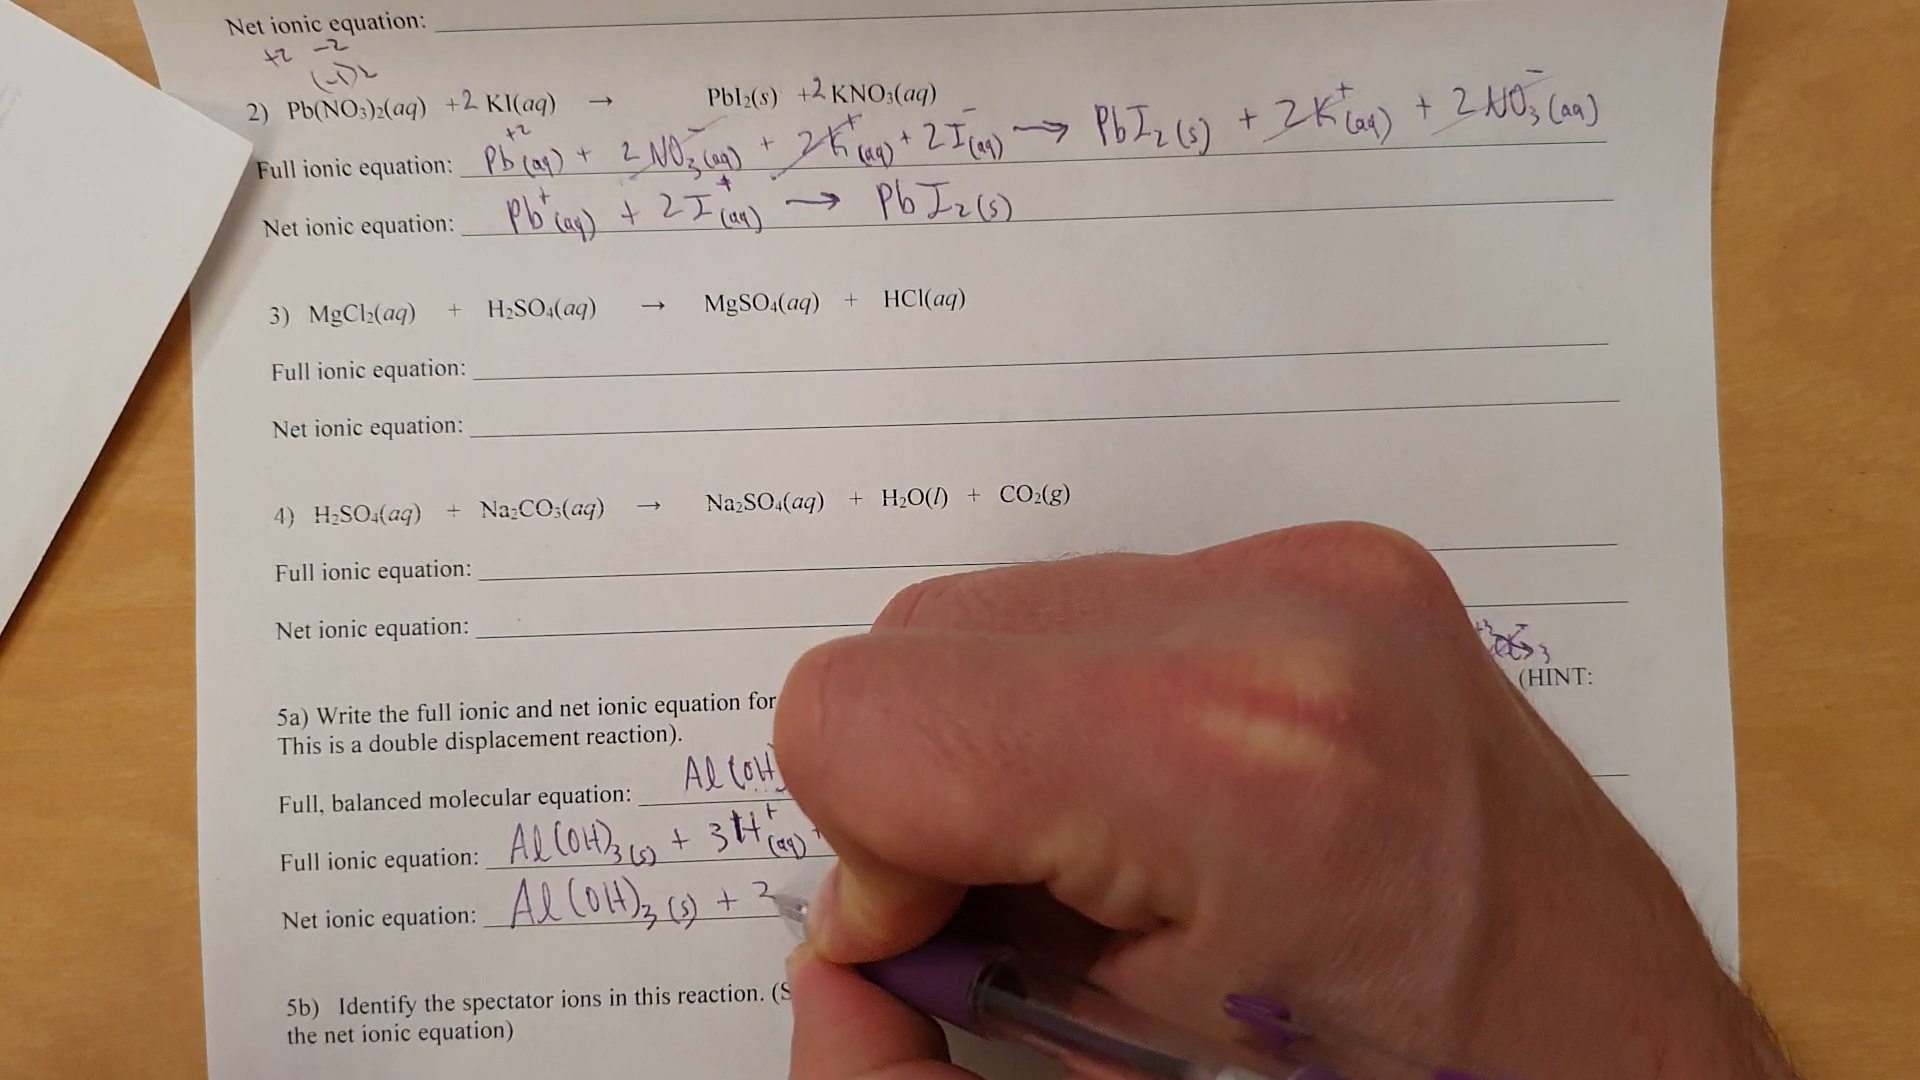 Net ionic equation:
+2 -2
(-1)2
2) Pb(NO₃)₂(aq) +2 KI(aq) → PbI₂(s) +2 KNO₃(aq)
Full ionic equation: Pb⁺²(aq) + 2NO₃⁻(aq) + 2K⁺(aq) + 2I⁻(aq) → PbI₂(s) + 2K⁺(aq) + 2NO₃⁻(aq)
Net ionic equation: Pb⁺(aq) + 2I⁺(aq) → PbI₂(s)
3) MgCl₂(aq) + H₂SO₄(aq) → MgSO₄(aq) + HCl(aq)
Full ionic equation:
Net ionic equation:
4) H₂SO₄(aq) + Na₂CO₃(aq) → Na₂SO₄(aq) + H₂O(l) + CO₂(g)
Full ionic equation:
Net ionic equation:
5a) Write the full ionic and net ionic equation for (HINT:
This is a double displacement reaction).
Full, balanced molecular equation: Al(OH)
Full ionic equation: Al(OH)₃(s) + 3H⁺(aq) +
Net ionic equation: Al(OH)₃(s) +
5b) Identify the spectator ions in this reaction. (S
the net ionic equation)